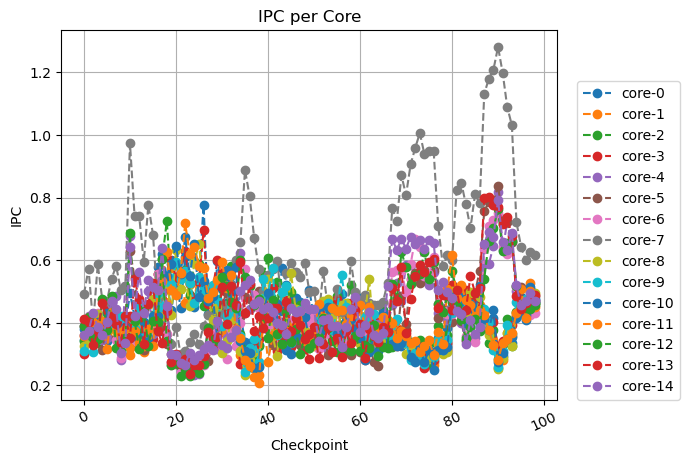 IPC per Core
IPC
1.2
1.0
0.8
0.6
0.4
0.2
0
20
40
60
80
100
Checkpoint
core-0
core-1
core-2
core-3
core-4
core-5
core-6
core-7
core-8
core-9
core-10
core-11
core-12
core-13
core-14